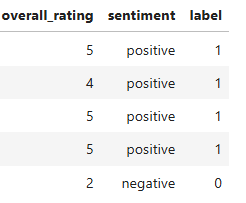 overall_rating sentiment label
5 positive 1
4 positive 1
5 positive 1
5 positive 1
2 negative 0